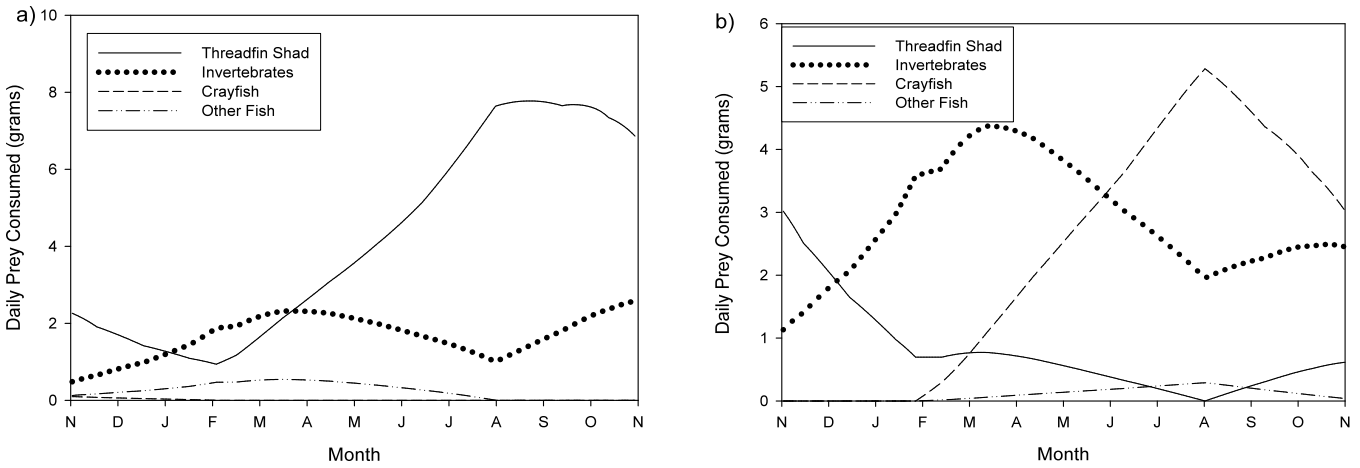 a)
10
8
6
4
2
0
Daily Prey Consumed (grams)
Threadfin Shad
Invertebrates
Crayfish
Other Fish
N D J F M A M J J A S O N
Month
b)
6
5
4
3
2
1
0
Daily Prey Consumed (grams)
Threadfin Shad
Invertebrates
Crayfish
Other Fish
N D J F M A M J J A S O N
Month